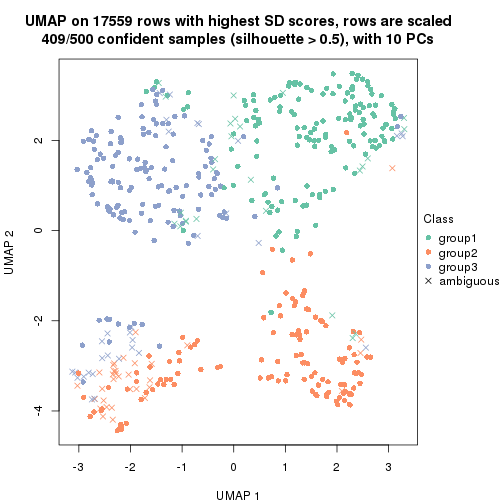 UMAP on 17559 rows with highest SD scores, rows are scaled
409/500 confident samples (silhouette > 0.5), with 10 PCs
2
0
-2
-4
UMAP 2
-3
-2
-1
0
1
2
3
UMAP 1
Class
group1
group2
group3
ambiguous